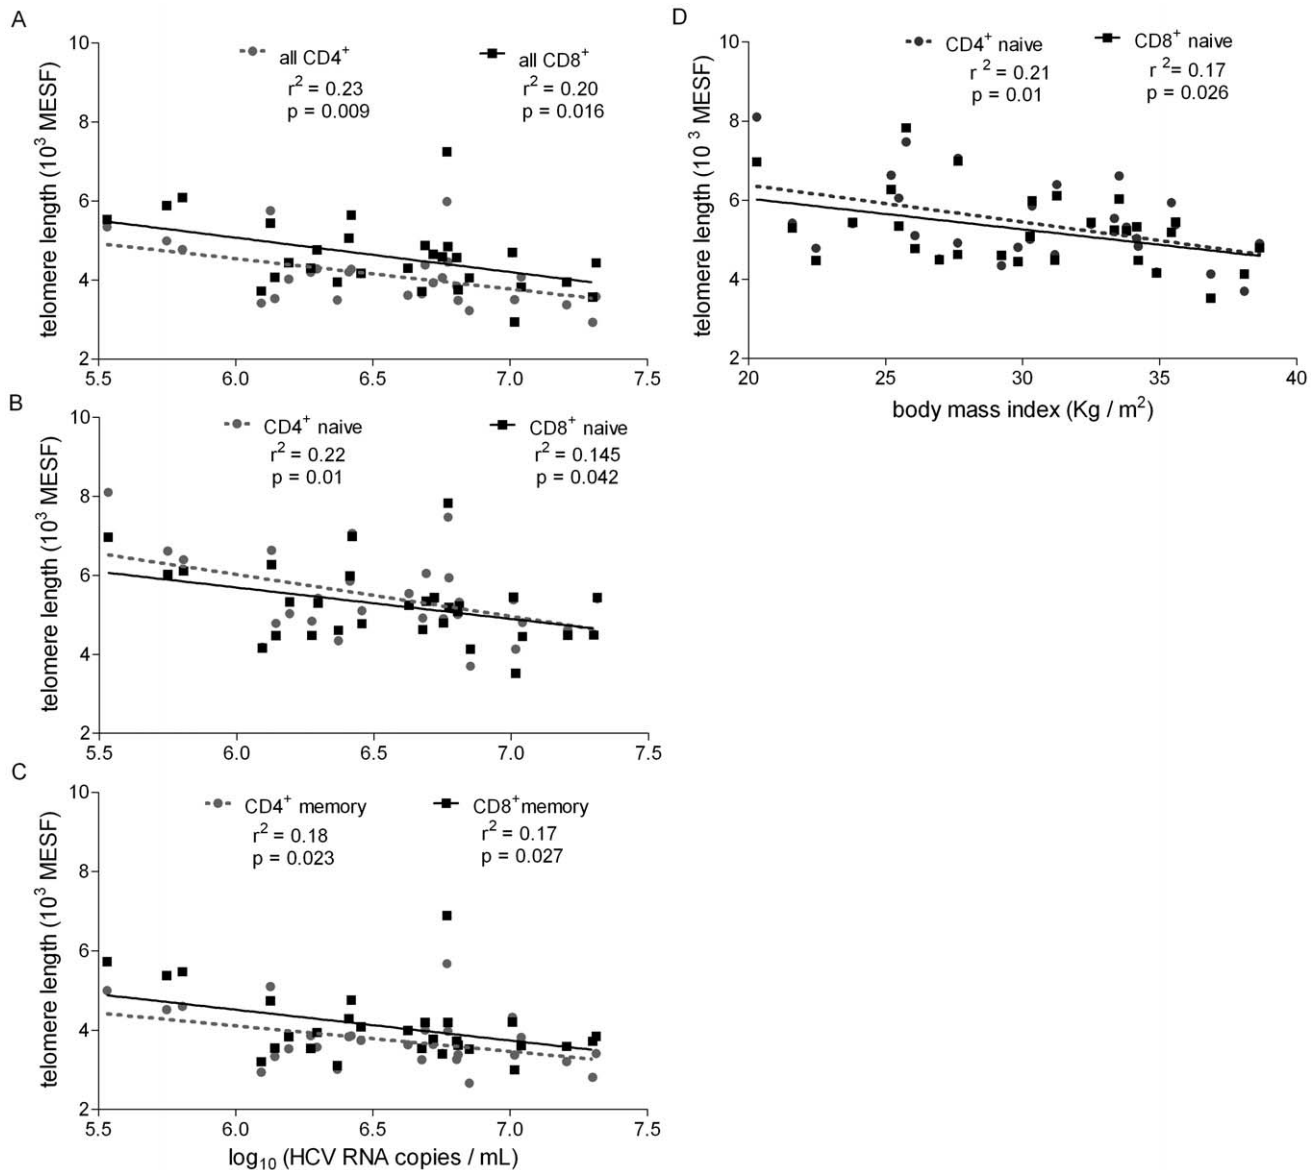 A
all CD4+ all CD8+
r2 = 0.23 r2 = 0.20
p = 0.009 p = 0.016
telomere length (103 MESF)
10
8
6
4
2
5.5 6.0 6.5 7.0 7.5
B
CD4+ naive CD8+ naive
r2 = 0.22 r2 = 0.145
p = 0.01 p = 0.042
telomere length (103 MESF)
10
8
6
4
2
5.5 6.0 6.5 7.0 7.5
C
CD4+ memory CD8+memory
r2 = 0.18 r2 = 0.17
p = 0.023 p = 0.027
telomere length (103 MESF)
10
8
6
4
2
5.5 6.0 6.5 7.0 7.5
log10 (HCV RNA copies / mL)
D
CD4+ naive CD8+ naive
r 2 = 0.21 r 2= 0.17
p = 0.01 p = 0.026
telomere length (10 3 MESF)
10
8
6
4
2
20 25 30 35 40
body mass index (Kg / m2)